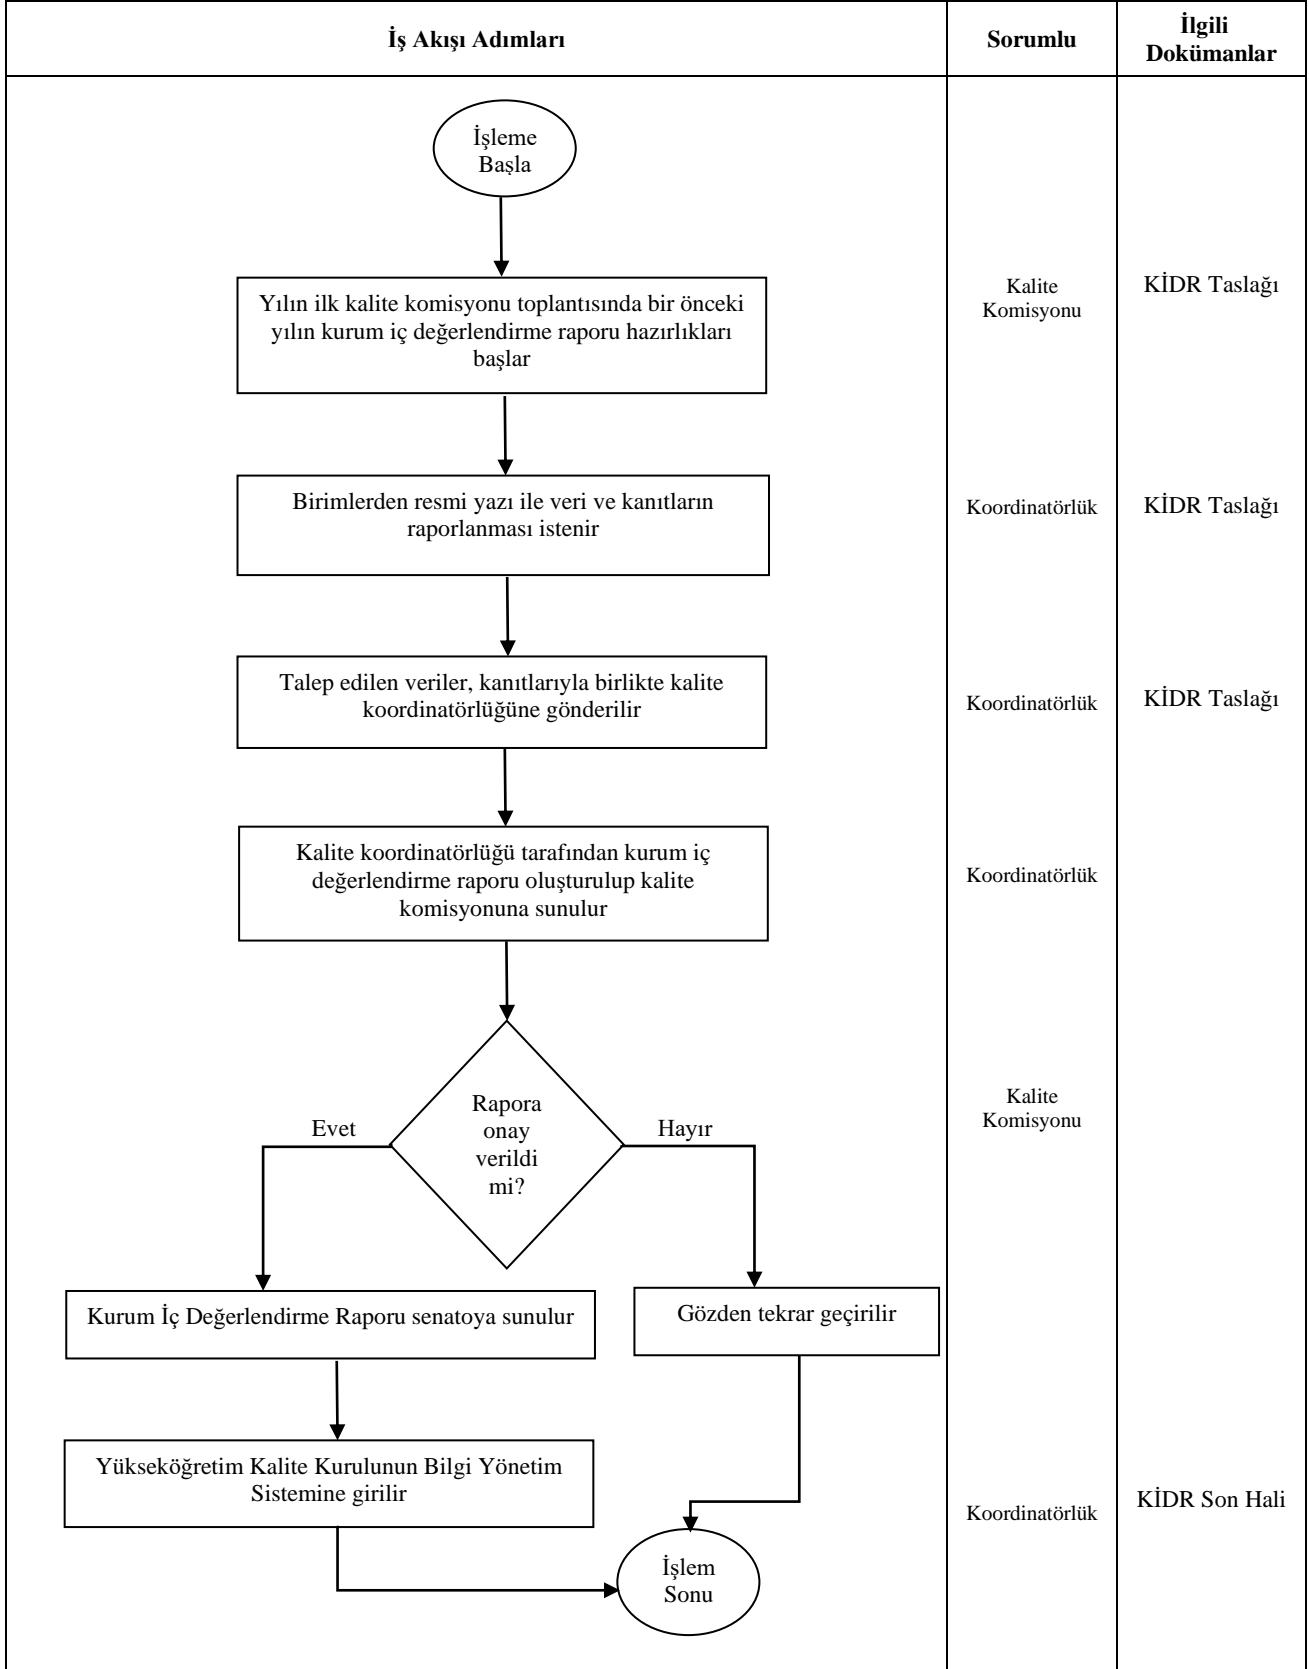 İş Akışı Adımları
Sorumlu
İlgili
Dokümanlar
İşleme
Başla
Yılın ilk kalite komisyonu toplantısında bir önceki
yılın kurum iç değerlendirme raporu hazırlıkları
başlar
Kalite
Komisyonu
KİDR Taslağı
Birimlerden resmi yazı ile veri ve kanıtların
raporlanması istenir
Koordinatörlük
KİDR Taslağı
Talep edilen veriler, kanıtlarıyla birlikte kalite
koordinatörlüğüne gönderilir
Koordinatörlük
KİDR Taslağı
Kalite koordinatörlüğü tarafından kurum iç
değerlendirme raporu oluşturulup kalite
komisyonuna sunulur
Koordinatörlük
Rapora
onay
verildi
mi?
Evet
Hayır
Kalite
Komisyonu
Kurum İç Değerlendirme Raporu senatoya sunulur
Gözden tekrar geçirilir
Yükseköğretim Kalite Kurulunun Bilgi Yönetim
Sistemine girilir
Koordinatörlük
KİDR Son Hali
İşlem
Sonu